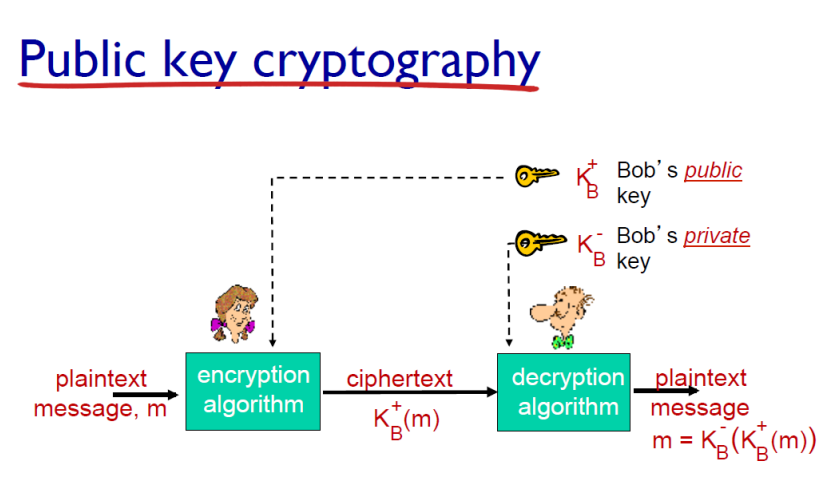 Public key cryptography
K_B^+ Bob's public
key
K_B^- Bob's private
key
plaintext
message, m
encryption
algorithm
ciphertext
K_B^+(m)
decryption
algorithm
plaintext
message
m = K_B^-(K_B^+(m))